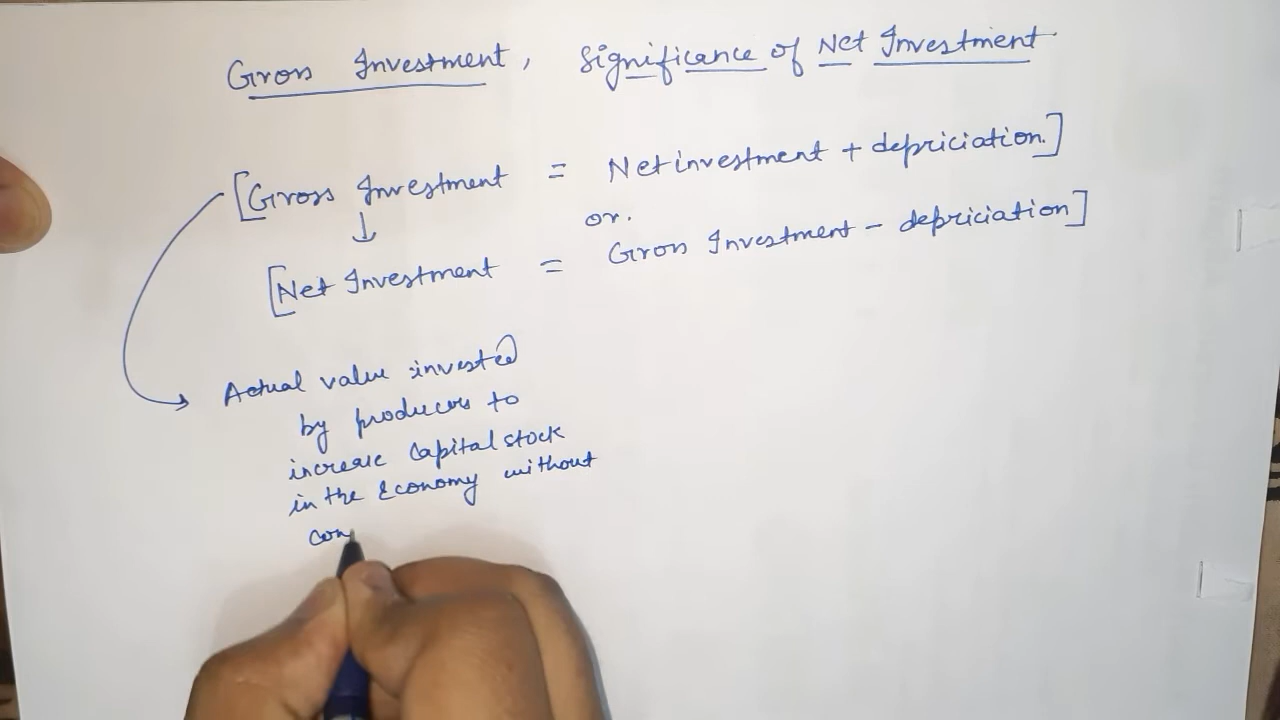 Gross Investment, Significance of Net Investment
[Gross Investment = Net investment + depriciation.]
or.
[Net Investment = Gross Investment - depriciation]
Actual value invested
by producers to
increase Capital stock
in the Economy without
con